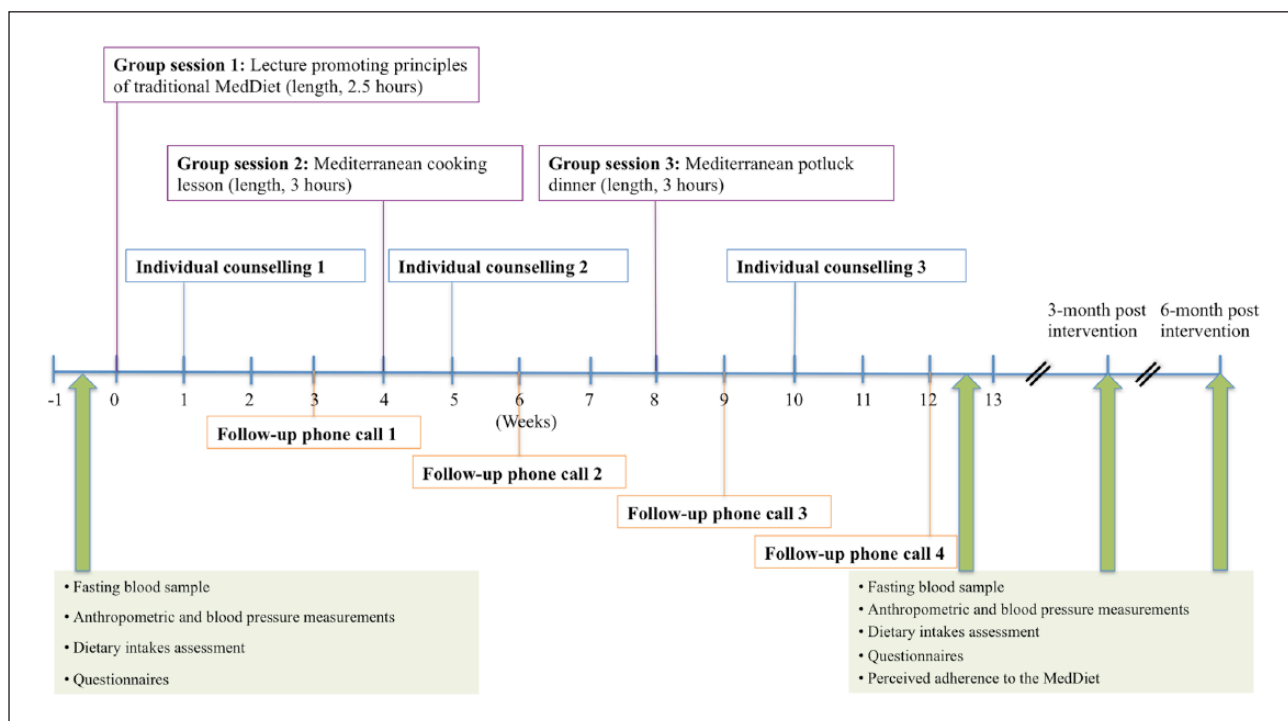 Group session 1: Lecture promoting principles
of traditional MedDiet (length, 2.5 hours)
Group session 2: Mediterranean cooking
lesson (length, 3 hours)
Group session 3: Mediterranean potluck
dinner (length, 3 hours)
Individual counselling 1
Individual counselling 2
Individual counselling 3
3-month post
intervention
6-month post
intervention
-1 0 1 2 3 4 5 6 7 8 9 10 11 12 13
(Weeks)
Follow-up phone call 1
Follow-up phone call 2
Follow-up phone call 3
Follow-up phone call 4
• Fasting blood sample
• Anthropometric and blood pressure measurements
• Dietary intakes assessment
• Questionnaires
• Fasting blood sample
• Anthropometric and blood pressure measurements
• Dietary intakes assessment
• Questionnaires
• Perceived adherence to the MedDiet